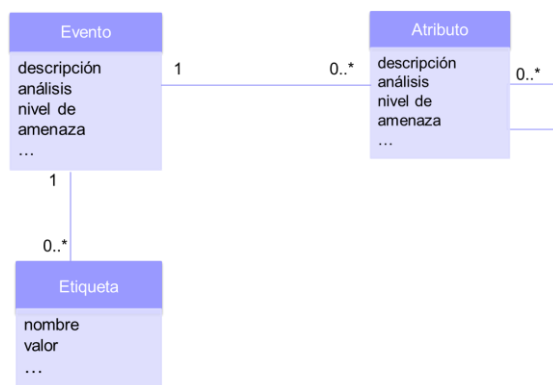 Evento
descripción
análisis
nivel de
amenaza
…
1
0..*
Atributo
descripción
análisis
nivel de
amenaza
…
0..*
1
0..*
Etiqueta
nombre
valor
…